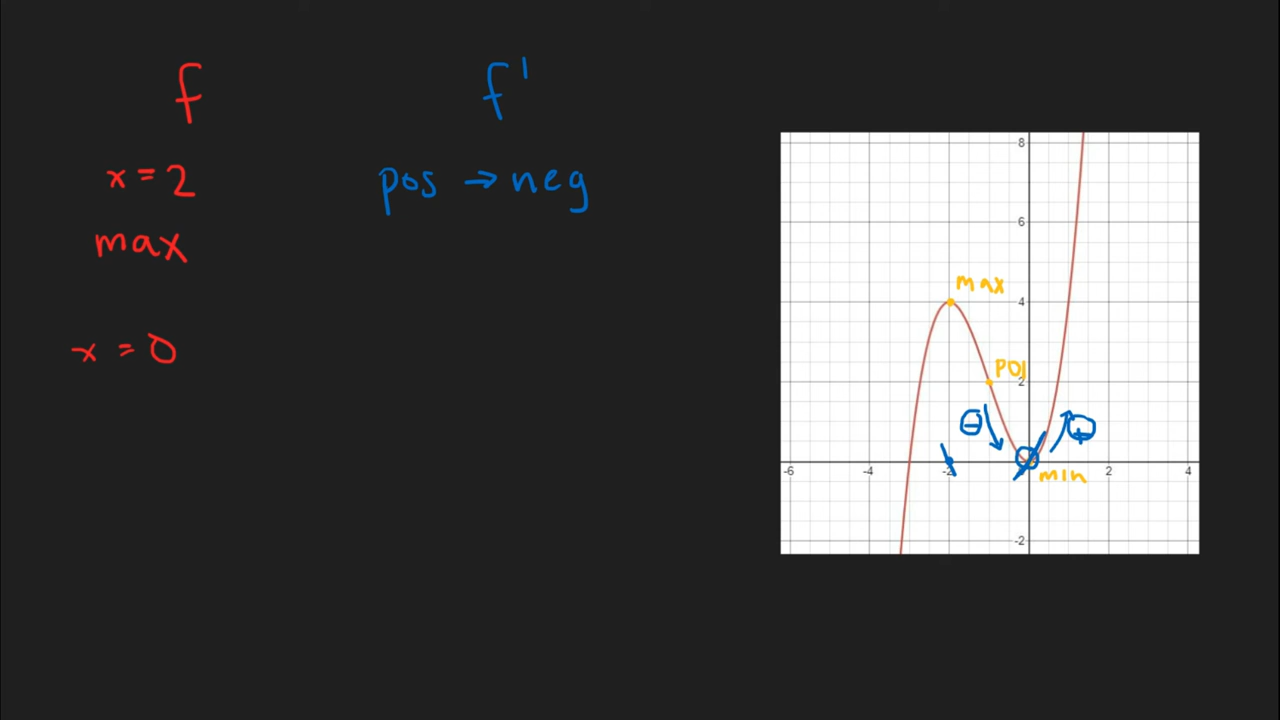 f f'
x = 2 pos → neg
max
x = 0
8
6
max
4
POI
2
⊖ ⊕
-6 -4 -2 2 4
min
-2